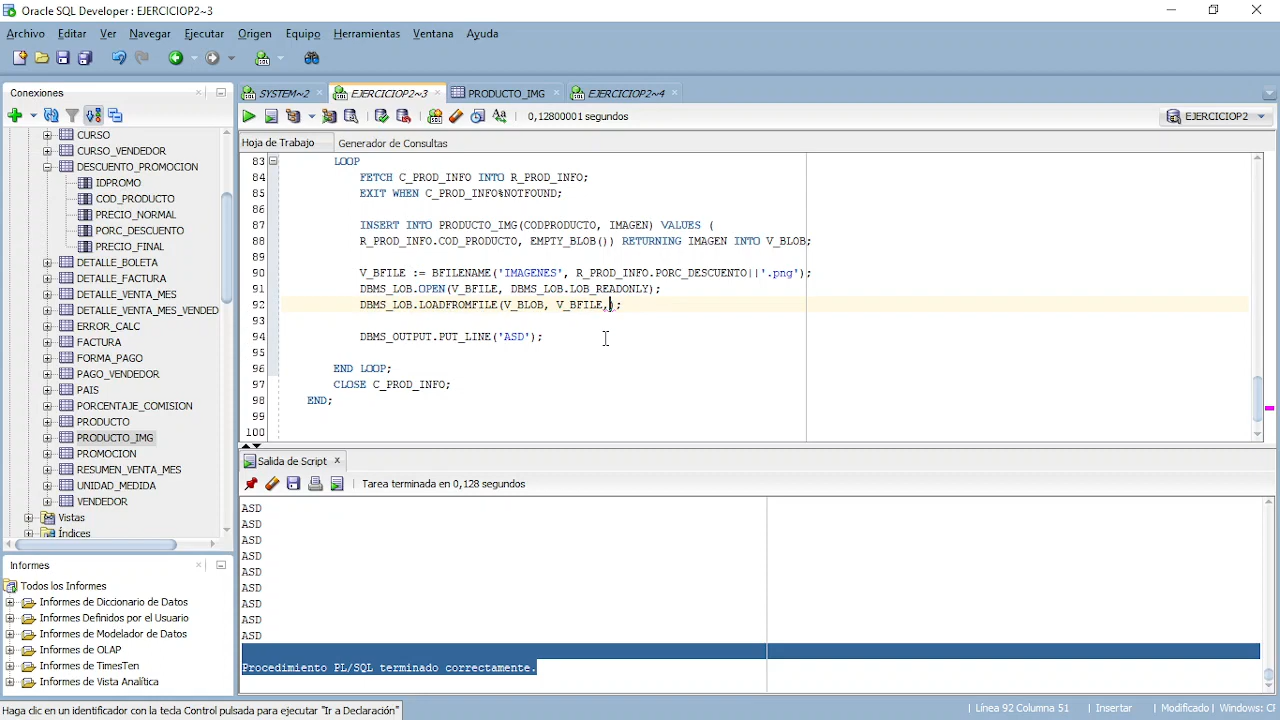 Oracle SQL Developer : EJERCICIOP2~3
Archivo Editar Ver Navegar Ejecutar Origen Equipo Herramientas Ventana Ayuda
Conexiones
SYSTEM~2 EJERCICIOP2~3 PRODUCTO_IMG EJERCICIOP2~4
0,12800001 segundos
EJERCICIOP2
Hoja de Trabajo Generador de Consultas
CURSO
CURSO_VENDEDOR
DESCUENTO_PROMOCION
IDPROMO
COD_PRODUCTO
PRECIO_NORMAL
PORC_DESCUENTO
PRECIO_FINAL
DETALLE_BOLETA
DETALLE_FACTURA
DETALLE_VENTA_MES
DETALLE_VENTA_MES_VENDED
ERROR_CALC
FACTURA
FORMA_PAGO
PAGO_VENDEDOR
PAIS
PORCENTAJE_COMISION
PRODUCTO
PRODUCTO_IMG
PROMOCION
RESUMEN_VENTA_MES
UNIDAD_MEDIDA
VENDEDOR
Vistas
Índices
83 LOOP
84 FETCH C_PROD_INFO INTO R_PROD_INFO;
85 EXIT WHEN C_PROD_INFO%NOTFOUND;
86
87 INSERT INTO PRODUCTO_IMG(CODPRODUCTO, IMAGEN) VALUES (
88 R_PROD_INFO.COD_PRODUCTO, EMPTY_BLOB()) RETURNING IMAGEN INTO V_BLOB;
89
90 V_BFILE := BFILENAME('IMAGENES', R_PROD_INFO.PORC_DESCUENTO||'.png');
91 DBMS_LOB.OPEN(V_BFILE, DBMS_LOB.LOB_READONLY);
92 DBMS_LOB.LOADFROMFILE(V_BLOB, V_BFILE,);
93
94 DBMS_OUTPUT.PUT_LINE('ASD');
95
96 END LOOP;
97 CLOSE C_PROD_INFO;
98 END;
99
100
Salida de Script
Tarea terminada en 0,128 segundos
ASD
ASD
ASD
ASD
ASD
ASD
ASD
ASD
ASD
Procedimiento PL/SQL terminado correctamente.
Informes
Todos los Informes
Informes de Diccionario de Datos
Informes Definidos por el Usuario
Informes de Modelador de Datos
Informes de OLAP
Informes de TimesTen
Informes de Vista Analítica
Haga clic en un identificador con la tecla Control pulsada para ejecutar "Ir a Declaración"
Línea 92 Columna 51 Insertar Modificado Windows: CF